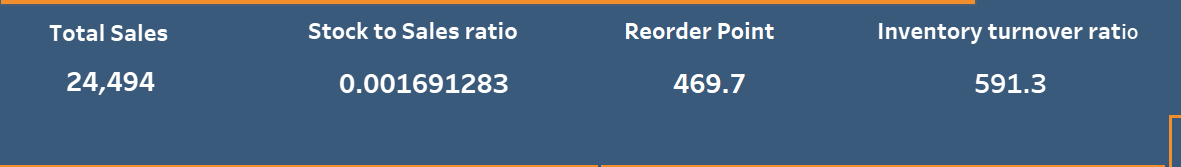 Total Sales
Stock to Sales ratio
Reorder Point
Inventory turnover ratio
24,494
0.001691283
469.7
591.3